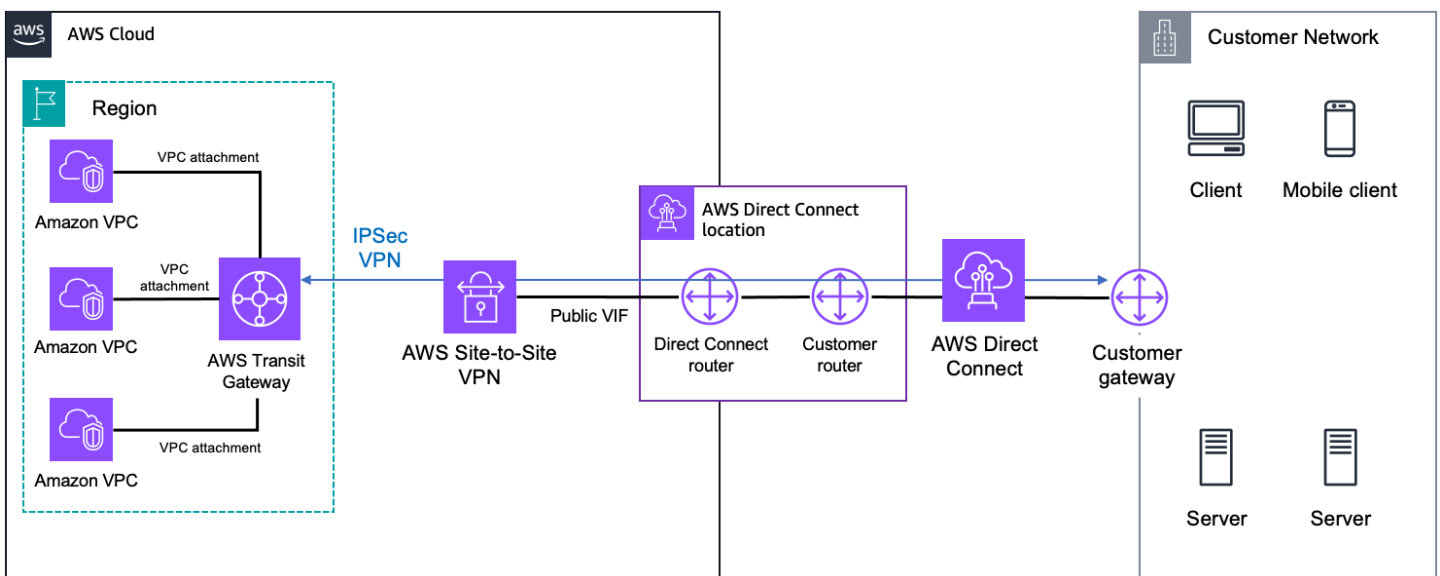 aws
AWS Cloud
Customer Network
Region
VPC attachment
Amazon VPC
VPC
attachment
Amazon VPC
AWS Transit
Gateway
VPC attachment
Amazon VPC
IPSec
VPN
AWS Site-to-Site
VPN
Public VIF
AWS Direct Connect
location
Direct Connect
router
Customer
router
AWS Direct
Connect
Customer
gateway
Client
Mobile client
Server
Server